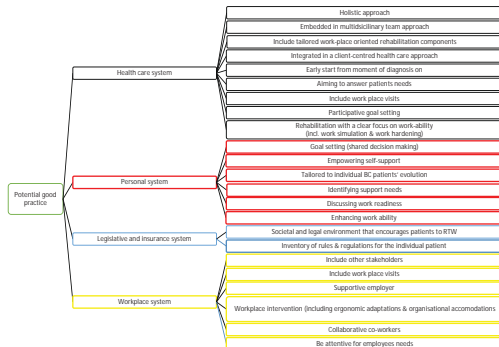 Holistic approach
Embedded in multidsicilinary team approach
Include tailored work-place oriented rehabilitation components
Integrated in a client-centred health care approach
Health care system
Early start from moment of diagnosis on
Aiming to answer patients needs
Include work place visits
Participative goal setting
Rehabilitation with a clear focus on work-ability
(incl. work simulation & work hardening)
Goal setting (shared decision making)
Empowering self-support
Personal system
Tailored to individual BC patients' evolution
Identifying support needs
Potential good
practice
Discussing work readiness
Enhancing work ability
Societal and legal environment that encourages patients to RTW
Legislative and insurance system
Inventory of rules & regulations for the individual patient
Include other stakeholders
Include work place visits
Supportive employer
Workplace system
Workplace intervention (including ergonomic adaptations & organisational accomodations
Collaborative co-workers
Be attentive for employees needs